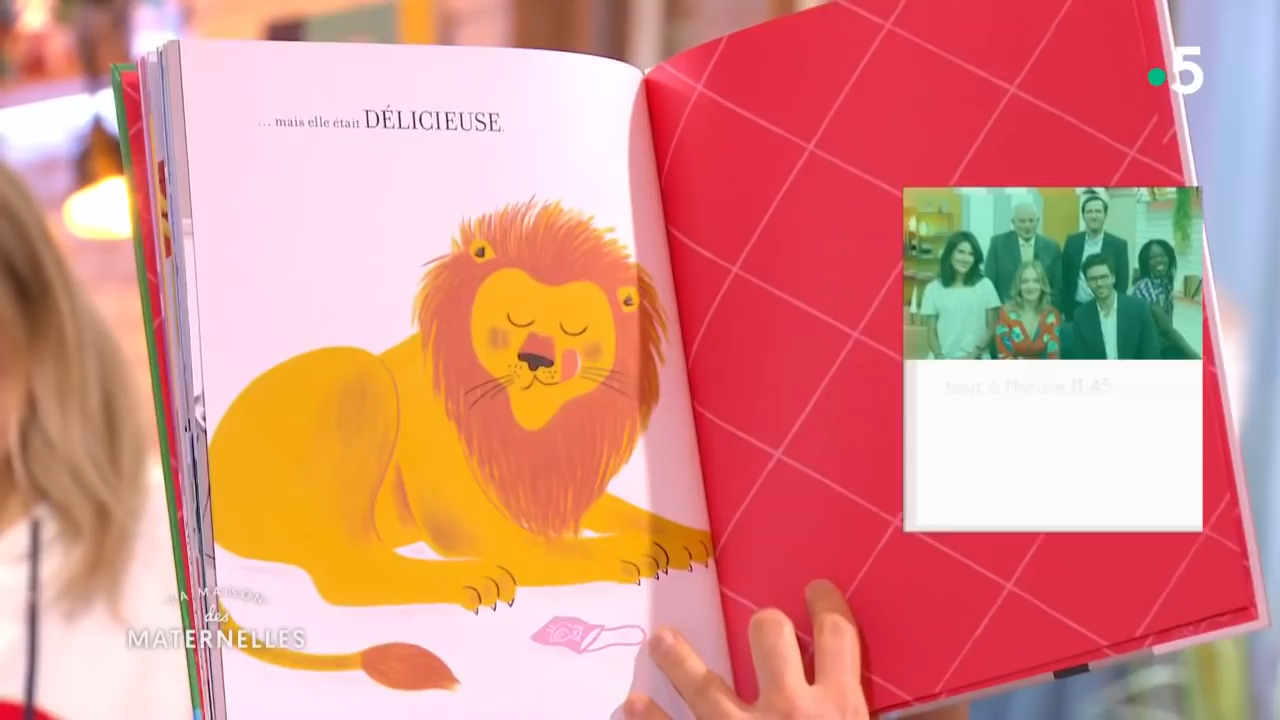 ... mais elle était DÉLICIEUSE.
5
tout à l'heure 11.45
LA MAISON
des
MATERNELLES